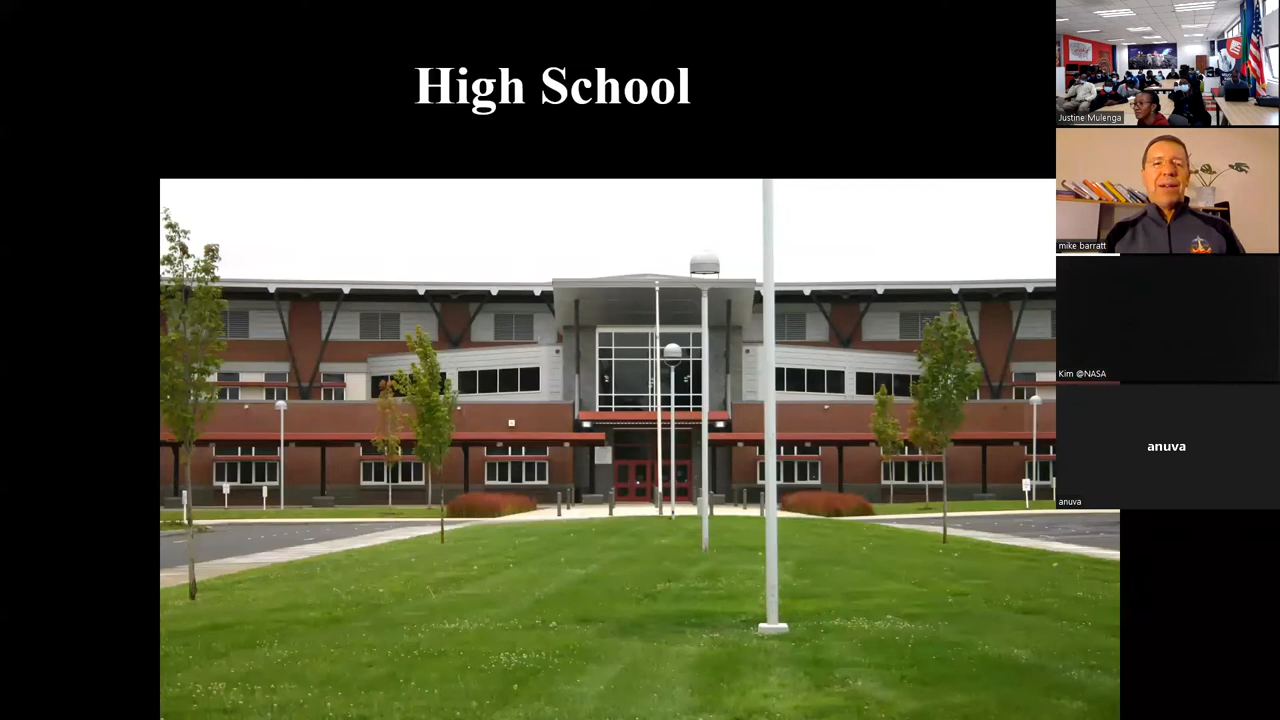 High School
Justine Mulenga
mike barratt
Kim @NASA
anuva
anuva